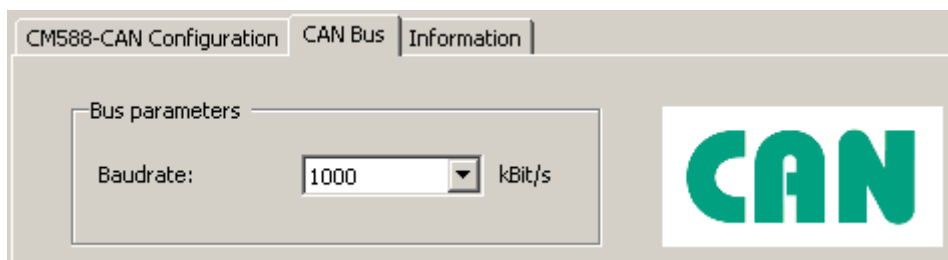 CM588-CAN Configuration CAN Bus Information
Bus parameters
Baudrate: 1000 kBit/s
CAN